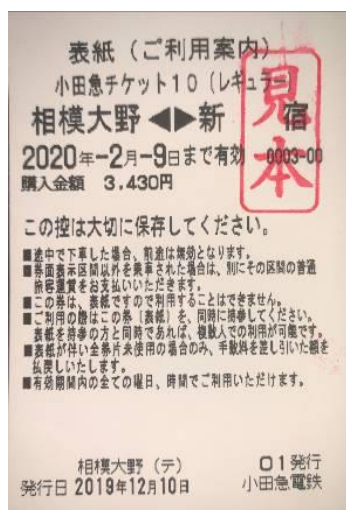 表紙（ご利用案内）
小田急チケット10（レギュラー）
相模大野◀▶新 宿
2020年-2月-9日まで有効 0003-00
購入金額 3.430円
見本
この控は大切に保存してください。
■途中で下車した場合、前途は無効となります。
■券面表示区間以外を乗車された場合は、別にその区間の普通
旅客運賃をお支払いいただきます。
■この券は、表紙ですので利用することはできません。
■ご利用の際はこの券（表紙）を、同時に持参してください。
表紙を持参の方と同時であれば、複数人での利用が可能です。
■表紙が伴い全券片未使用の場合のみ、手数料を差し引いた額を
払戻しいたします。
■有効期間内の全ての曜日、時間でご利用いただけます。
相模大野（テ） 01発行
発行日 2019年12月10日 小田急電鉄